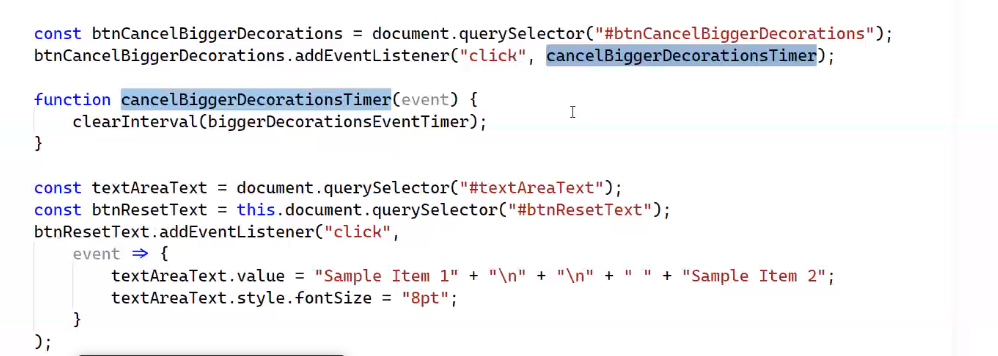 const btnCancelBiggerDecorations = document.querySelector("#btnCancelBiggerDecorations");
btnCancelBiggerDecorations.addEventListener("click", cancelBiggerDecorationsTimer);
function cancelBiggerDecorationsTimer(event) {
clearInterval(biggerDecorationsEventTimer);
}
const textAreaText = document.querySelector("#textAreaText");
const btnResetText = this.document.querySelector("#btnResetText");
btnResetText.addEventListener("click",
event => {
textAreaText.value = "Sample Item 1" + "\n" + "\n" + " " + "Sample Item 2";
textAreaText.style.fontSize = "8pt";
}
);